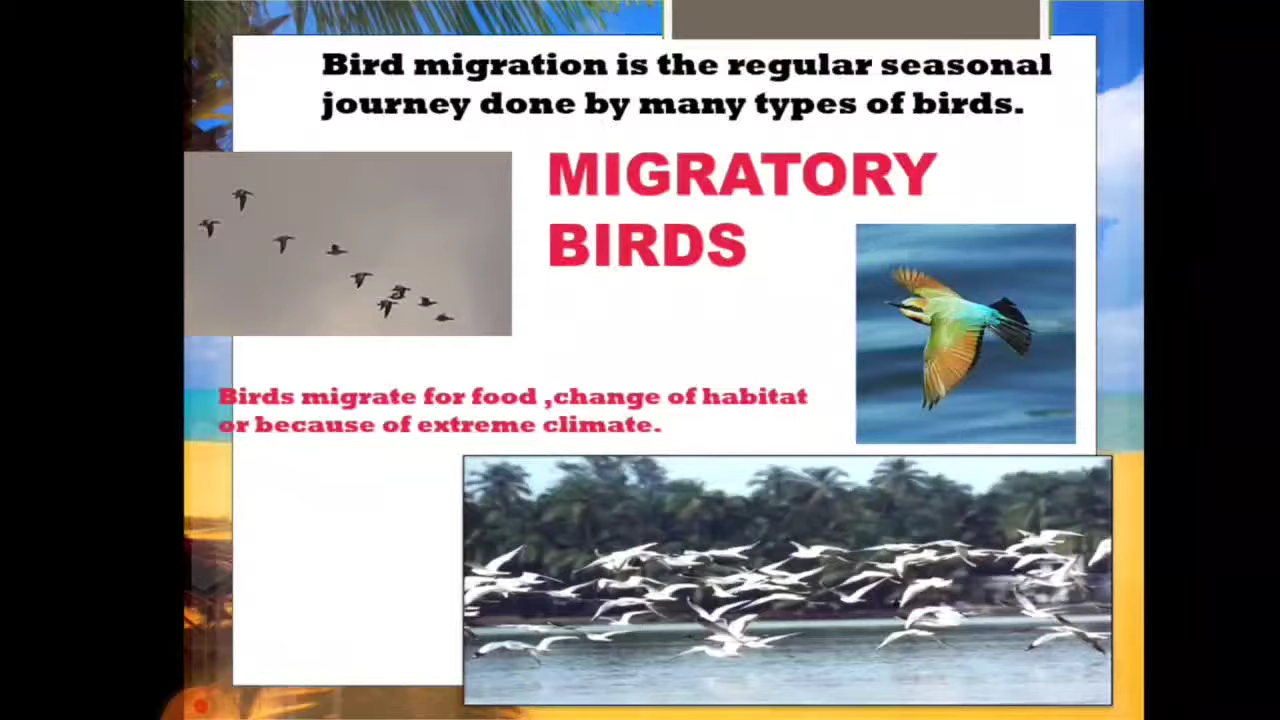 Bird migration is the regular seasonal
journey done by many types of birds.
MIGRATORY
BIRDS
Birds migrate for food ,change of habitat
or because of extreme climate.